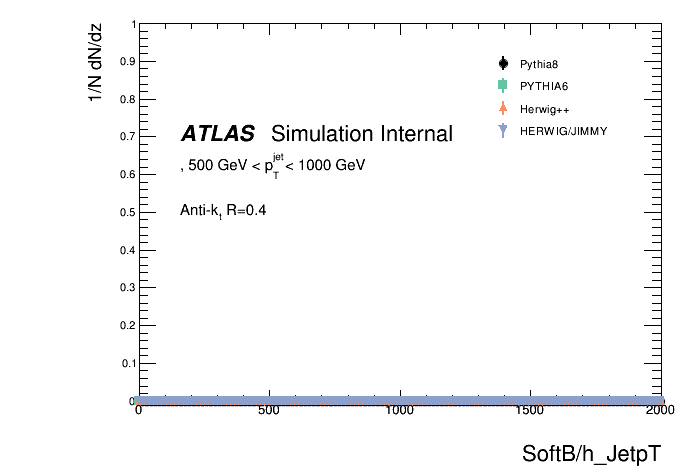 1/N dN/dz
1
0.9
0.8
0.7
0.6
0.5
0.4
0.3
0.2
0.1
0
Pythia8
PYTHIA6
Herwig++
HERWIG/JIMMY
ATLAS Simulation Internal
, 500 GeV < p_T^jet < 1000 GeV
Anti-k_t R=0.4
0 500 1000 1500 2000
SoftB/h_JetpT